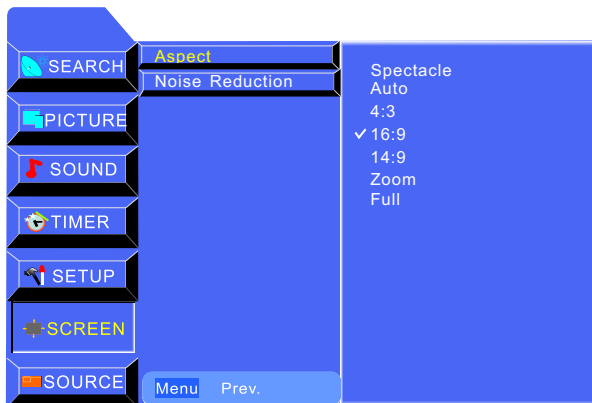 SEARCH
PICTURE
SOUND
TIMER
SETUP
SCREEN
SOURCE
Aspect
Noise Reduction
Menu Prev.
Spectacle
Auto
4:3
16:9
14:9
Zoom
Full